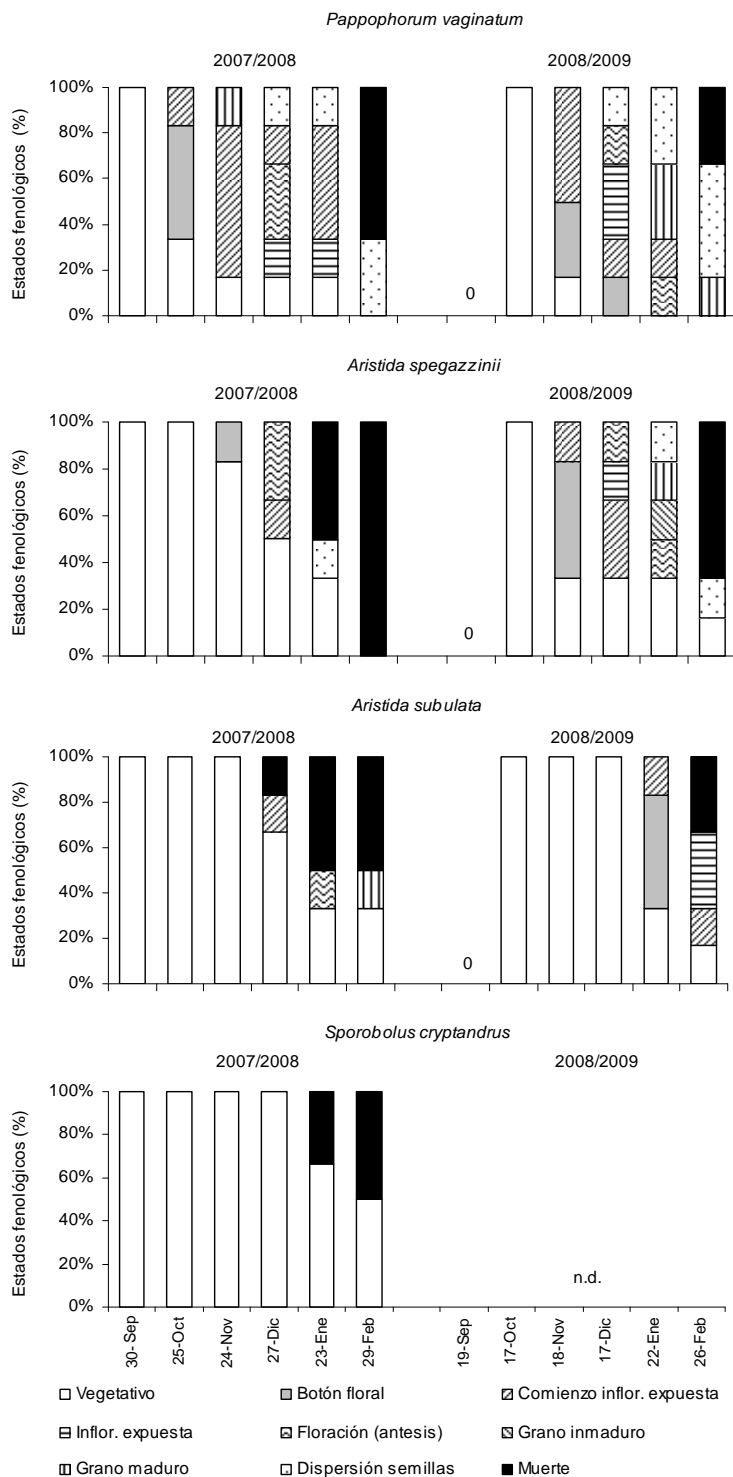 Pappophorum vaginatum
2007/2008 2008/2009
Estados fenológicos (%)
100%
80%
60%
40%
20%
0%
0
Aristida spegazzinii
2007/2008 2008/2009
Estados fenológicos (%)
100%
80%
60%
40%
20%
0%
0
Aristida subulata
2007/2008 2008/2009
Estados fenológicos (%)
100%
80%
60%
40%
20%
0%
0
Sporobolus cryptandrus
2007/2008 2008/2009
Estados fenológicos (%)
100%
80%
60%
40%
20%
0%
n.d.
30-Sep
25-Oct
24-Nov
27-Dic
23-Ene
29-Feb
19-Sep
17-Oct
18-Nov
17-Dic
22-Ene
26-Feb
Vegetativo Botón floral Comienzo inflor. expuesta
Inflor. expuesta Floración (antesis) Grano inmaduro
Grano maduro Dispersión semillas Muerte